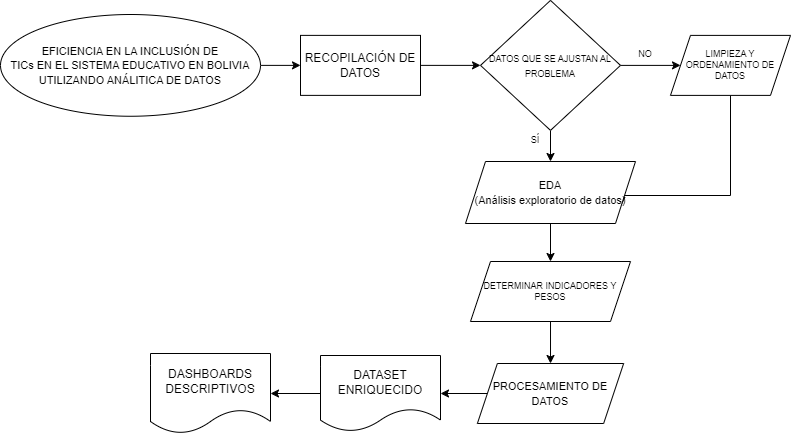 EFICIENCIA EN LA INCLUSIÓN DE
TICs EN EL SISTEMA EDUCATIVO EN BOLIVIA
UTILIZANDO ANÁLITICA DE DATOS
RECOPILACIÓN DE
DATOS
DATOS QUE SE AJUSTAN AL
PROBLEMA
NO
LIMPIEZA Y
ORDENAMIENTO DE
DATOS
SÍ
EDA
(Análisis exploratorio de datos)
DETERMINAR INDICADORES Y
PESOS
PROCESAMIENTO DE
DATOS
DATASET
ENRIQUECIDO
DASHBOARDS
DESCRIPTIVOS